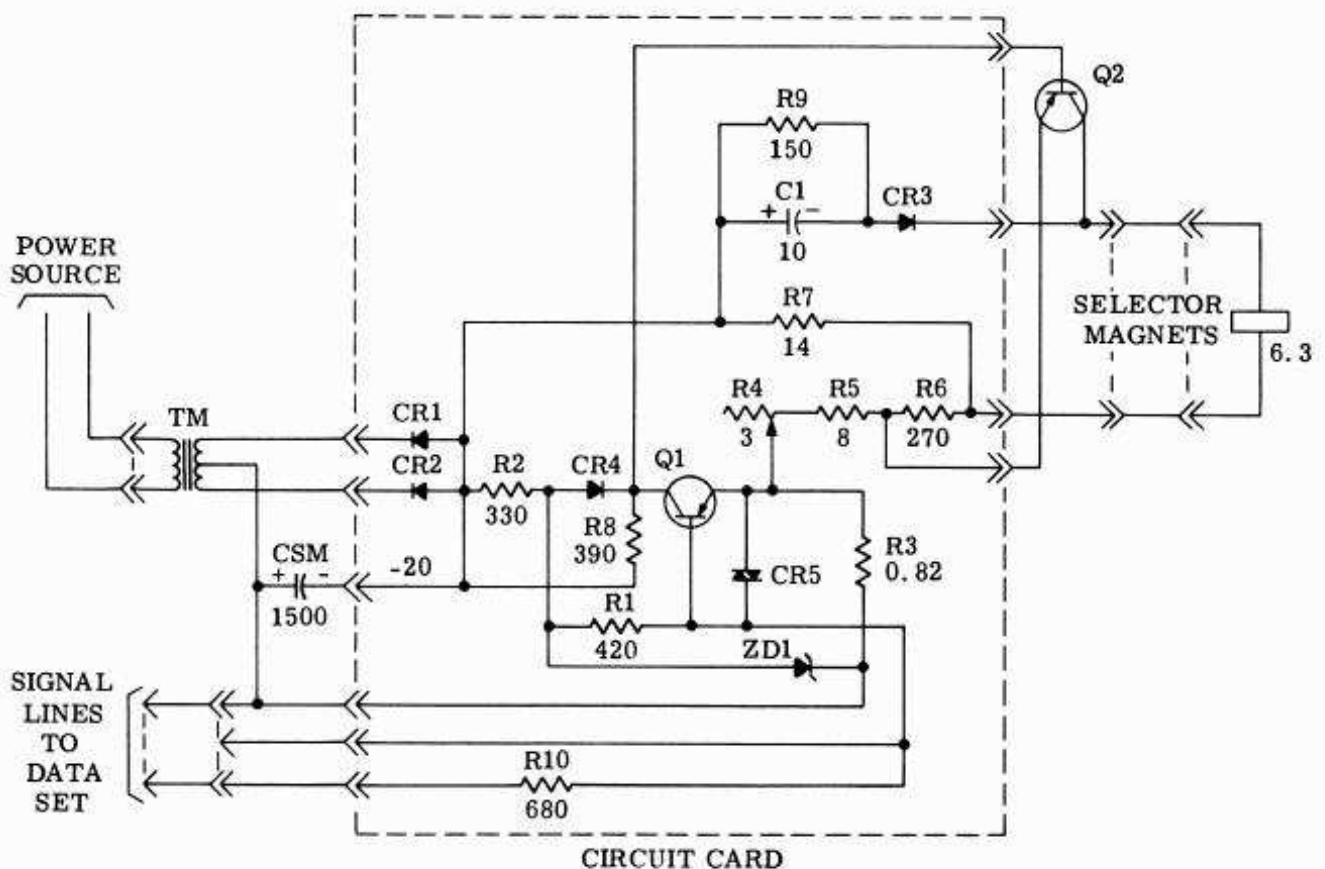 Q2
R9
150
C1
+ -
10
CR3
POWER
SOURCE
R7
14
SELECTOR
MAGNETS
6.3
TM
CR1
R4
3
R5
8
R6
270
CR2
R2
330
CR4
Q1
R8
390
R3
0.82
CSM
+ -
1500
-20
CR5
R1
420
ZD1
SIGNAL
LINES
TO
DATA
SET
R10
680
CIRCUIT CARD